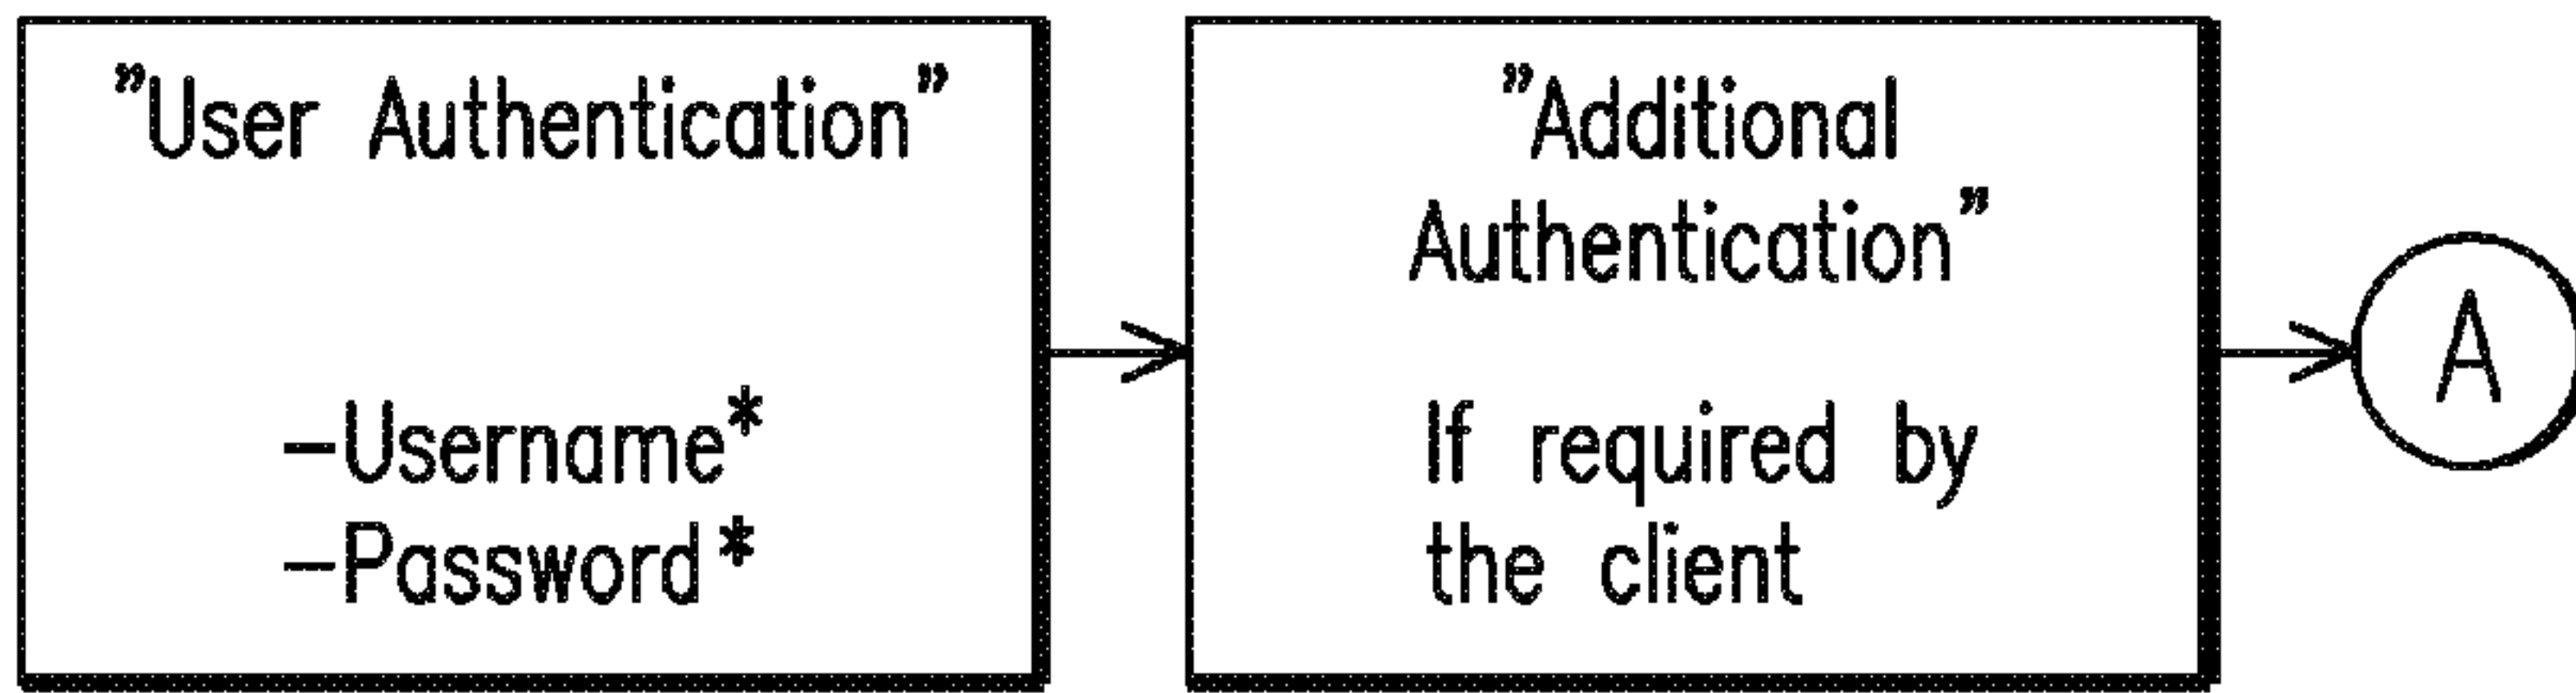 ”User Authentication”
-Username*
-Password*
”Additional
Authentication”
If required by
the client
A